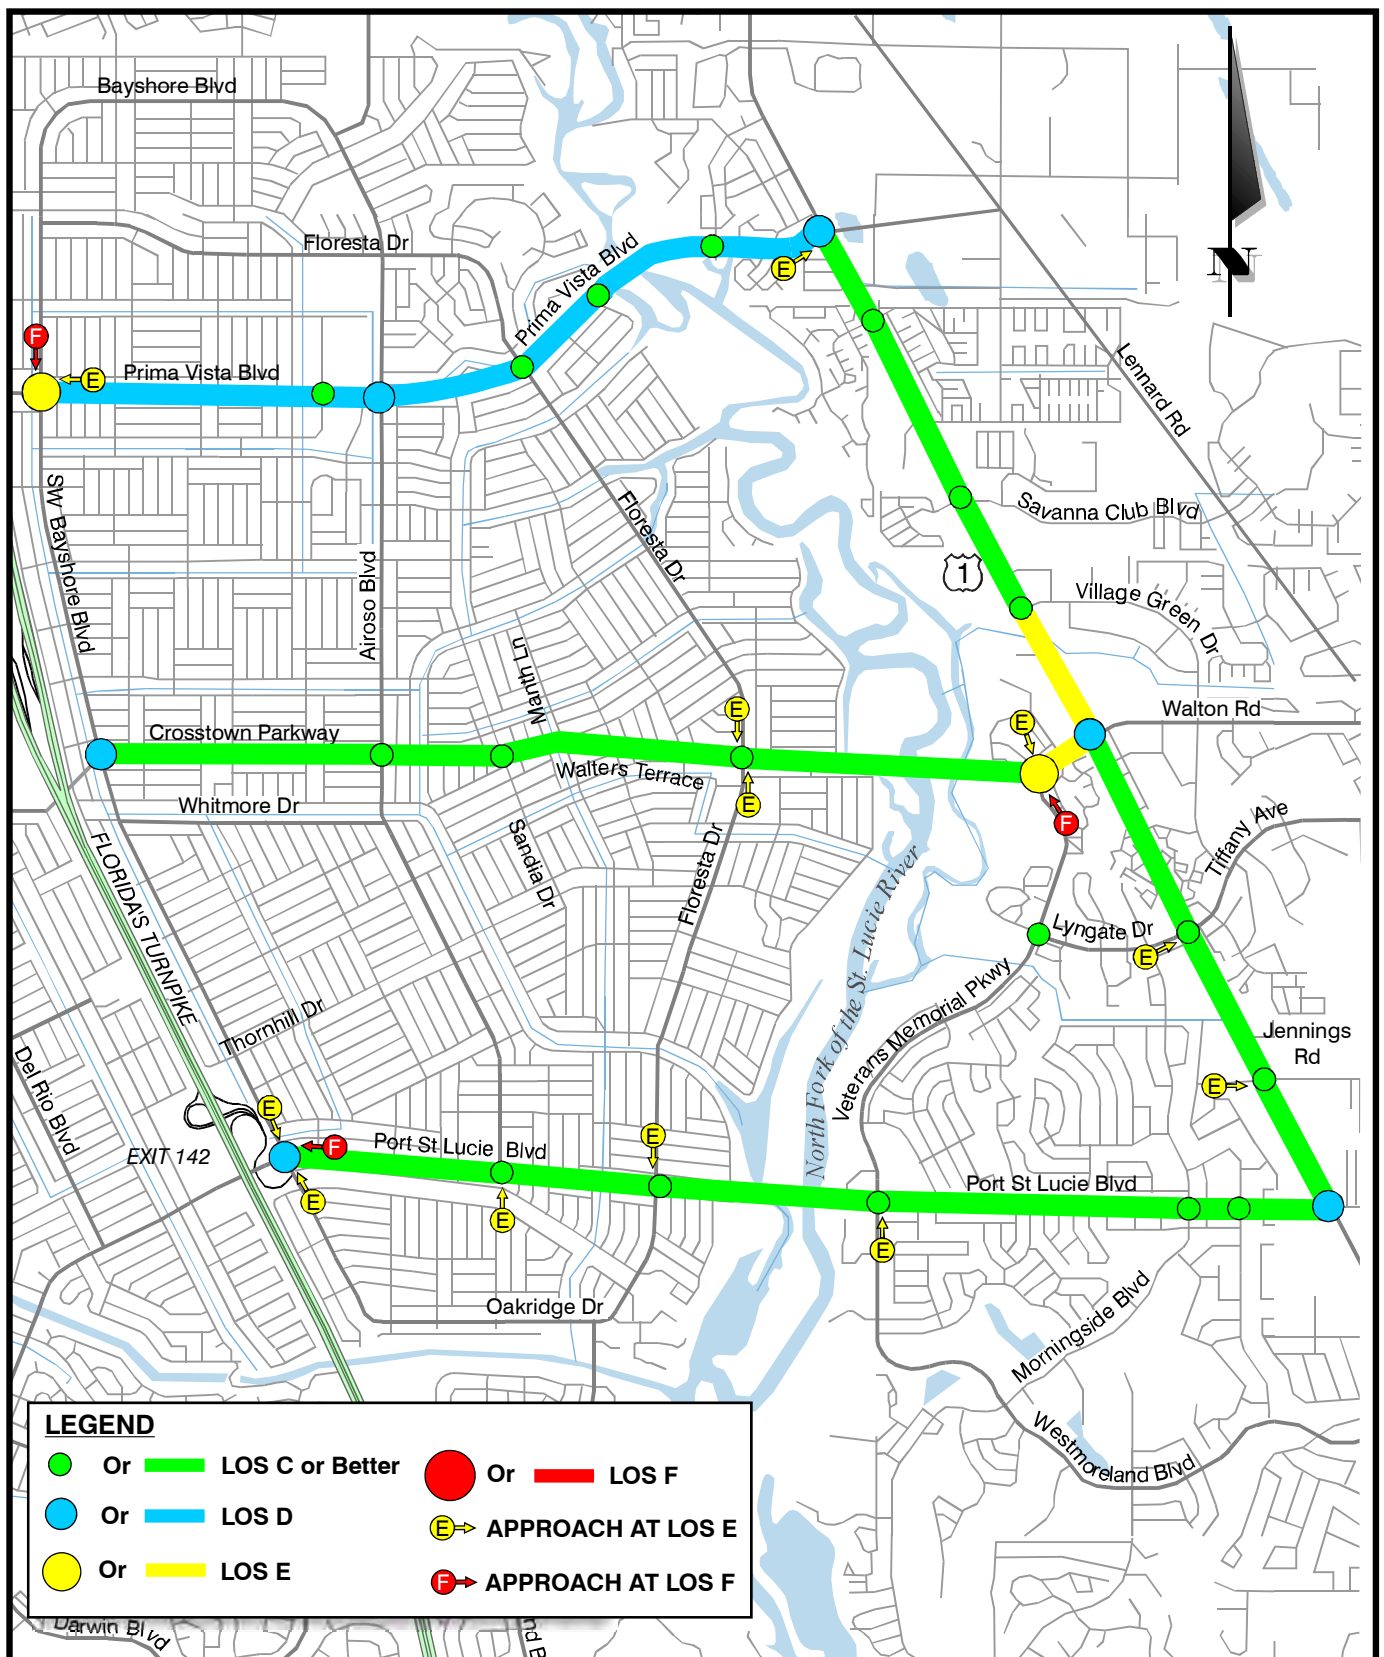 Bayshore Blvd
Floresta Dr
Prima Vista Blvd
E
F
E
Prima Vista Blvd
Lennard Rd
SW Bayshore Blvd
Floresta Dr
Savanna Club Blvd
Airoso Blvd
1
Village Green Dr
Manth Ln
E
E
Walton Rd
Crosstown Parkway
Walters Terrace
Whitmore Dr
E
F
Tiffany Ave
Sandia Dr
Floresta Dr
FLORIDA'S TURNPIKE
North Fork of the St. Lucie River
Lyngate Dr
E
Veterans Memorial Pkwy
Thornhill Dr
Jennings
Rd
Del Rio Blvd
E
E
E
F
Port St Lucie Blvd
EXIT 142
Port St Lucie Blvd
E
E
E
Oakridge Dr
Morningside Blvd
Westmoreland Blvd
LEGEND
Or LOS C or Better
Or LOS D
Or LOS E
Or LOS F
E APPROACH AT LOS E
F APPROACH AT LOS F
Darwin Blvd
nd B
N